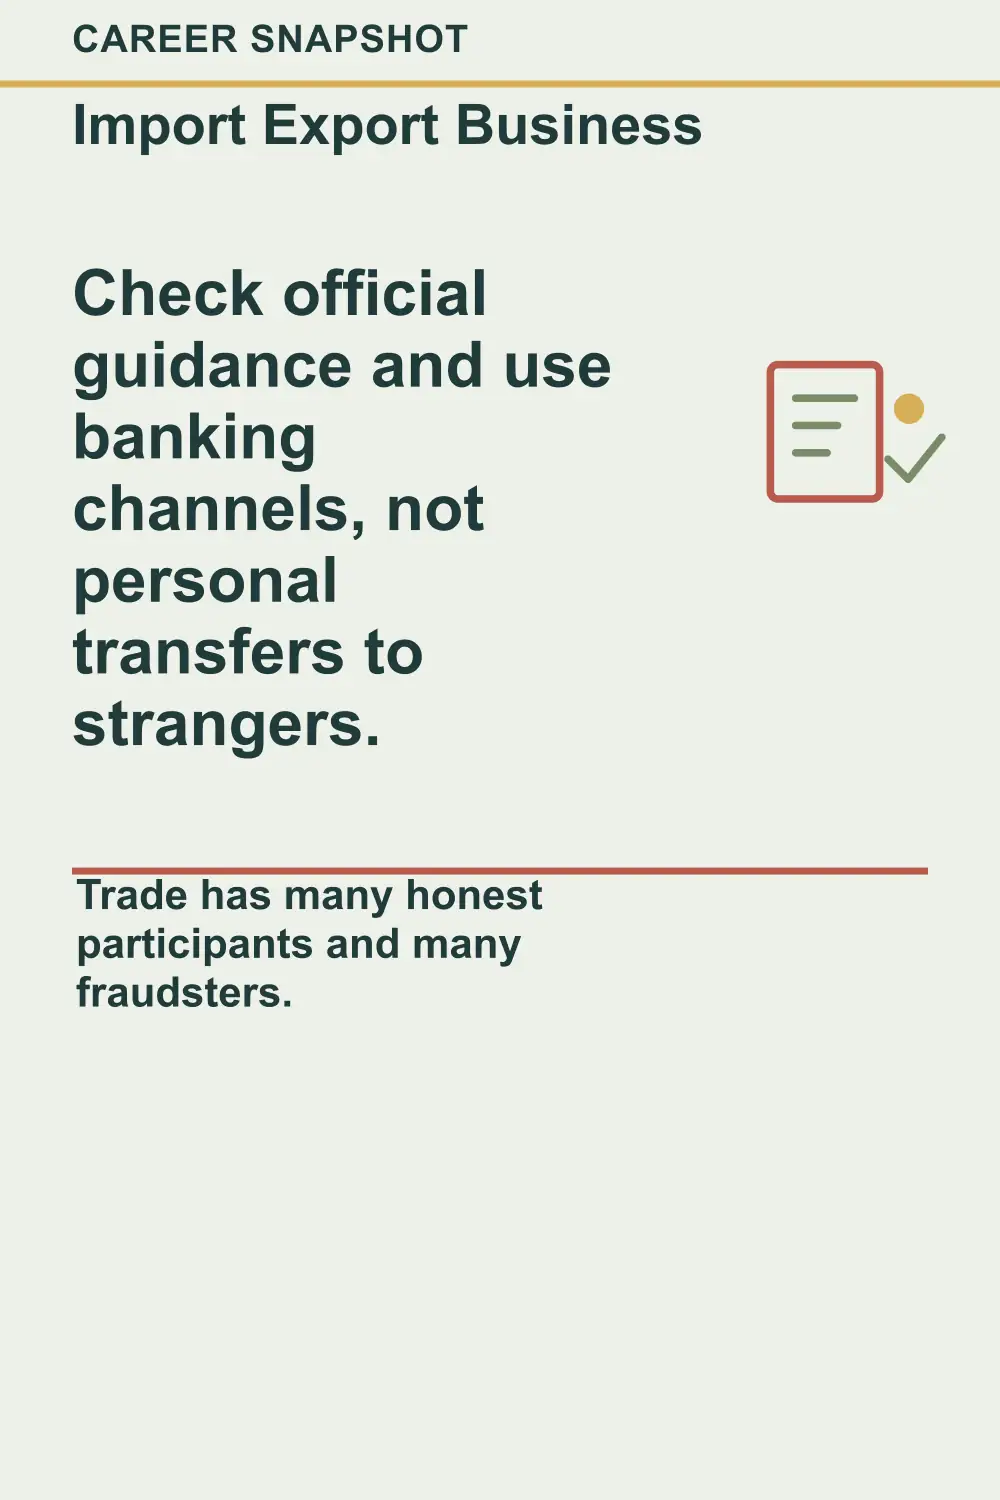 CAREER SNAPSHOT
Import Export Business
Check official
guidance and use
banking
channels, not
personal
transfers to
strangers.
Trade has many honest
participants and many
fraudsters.